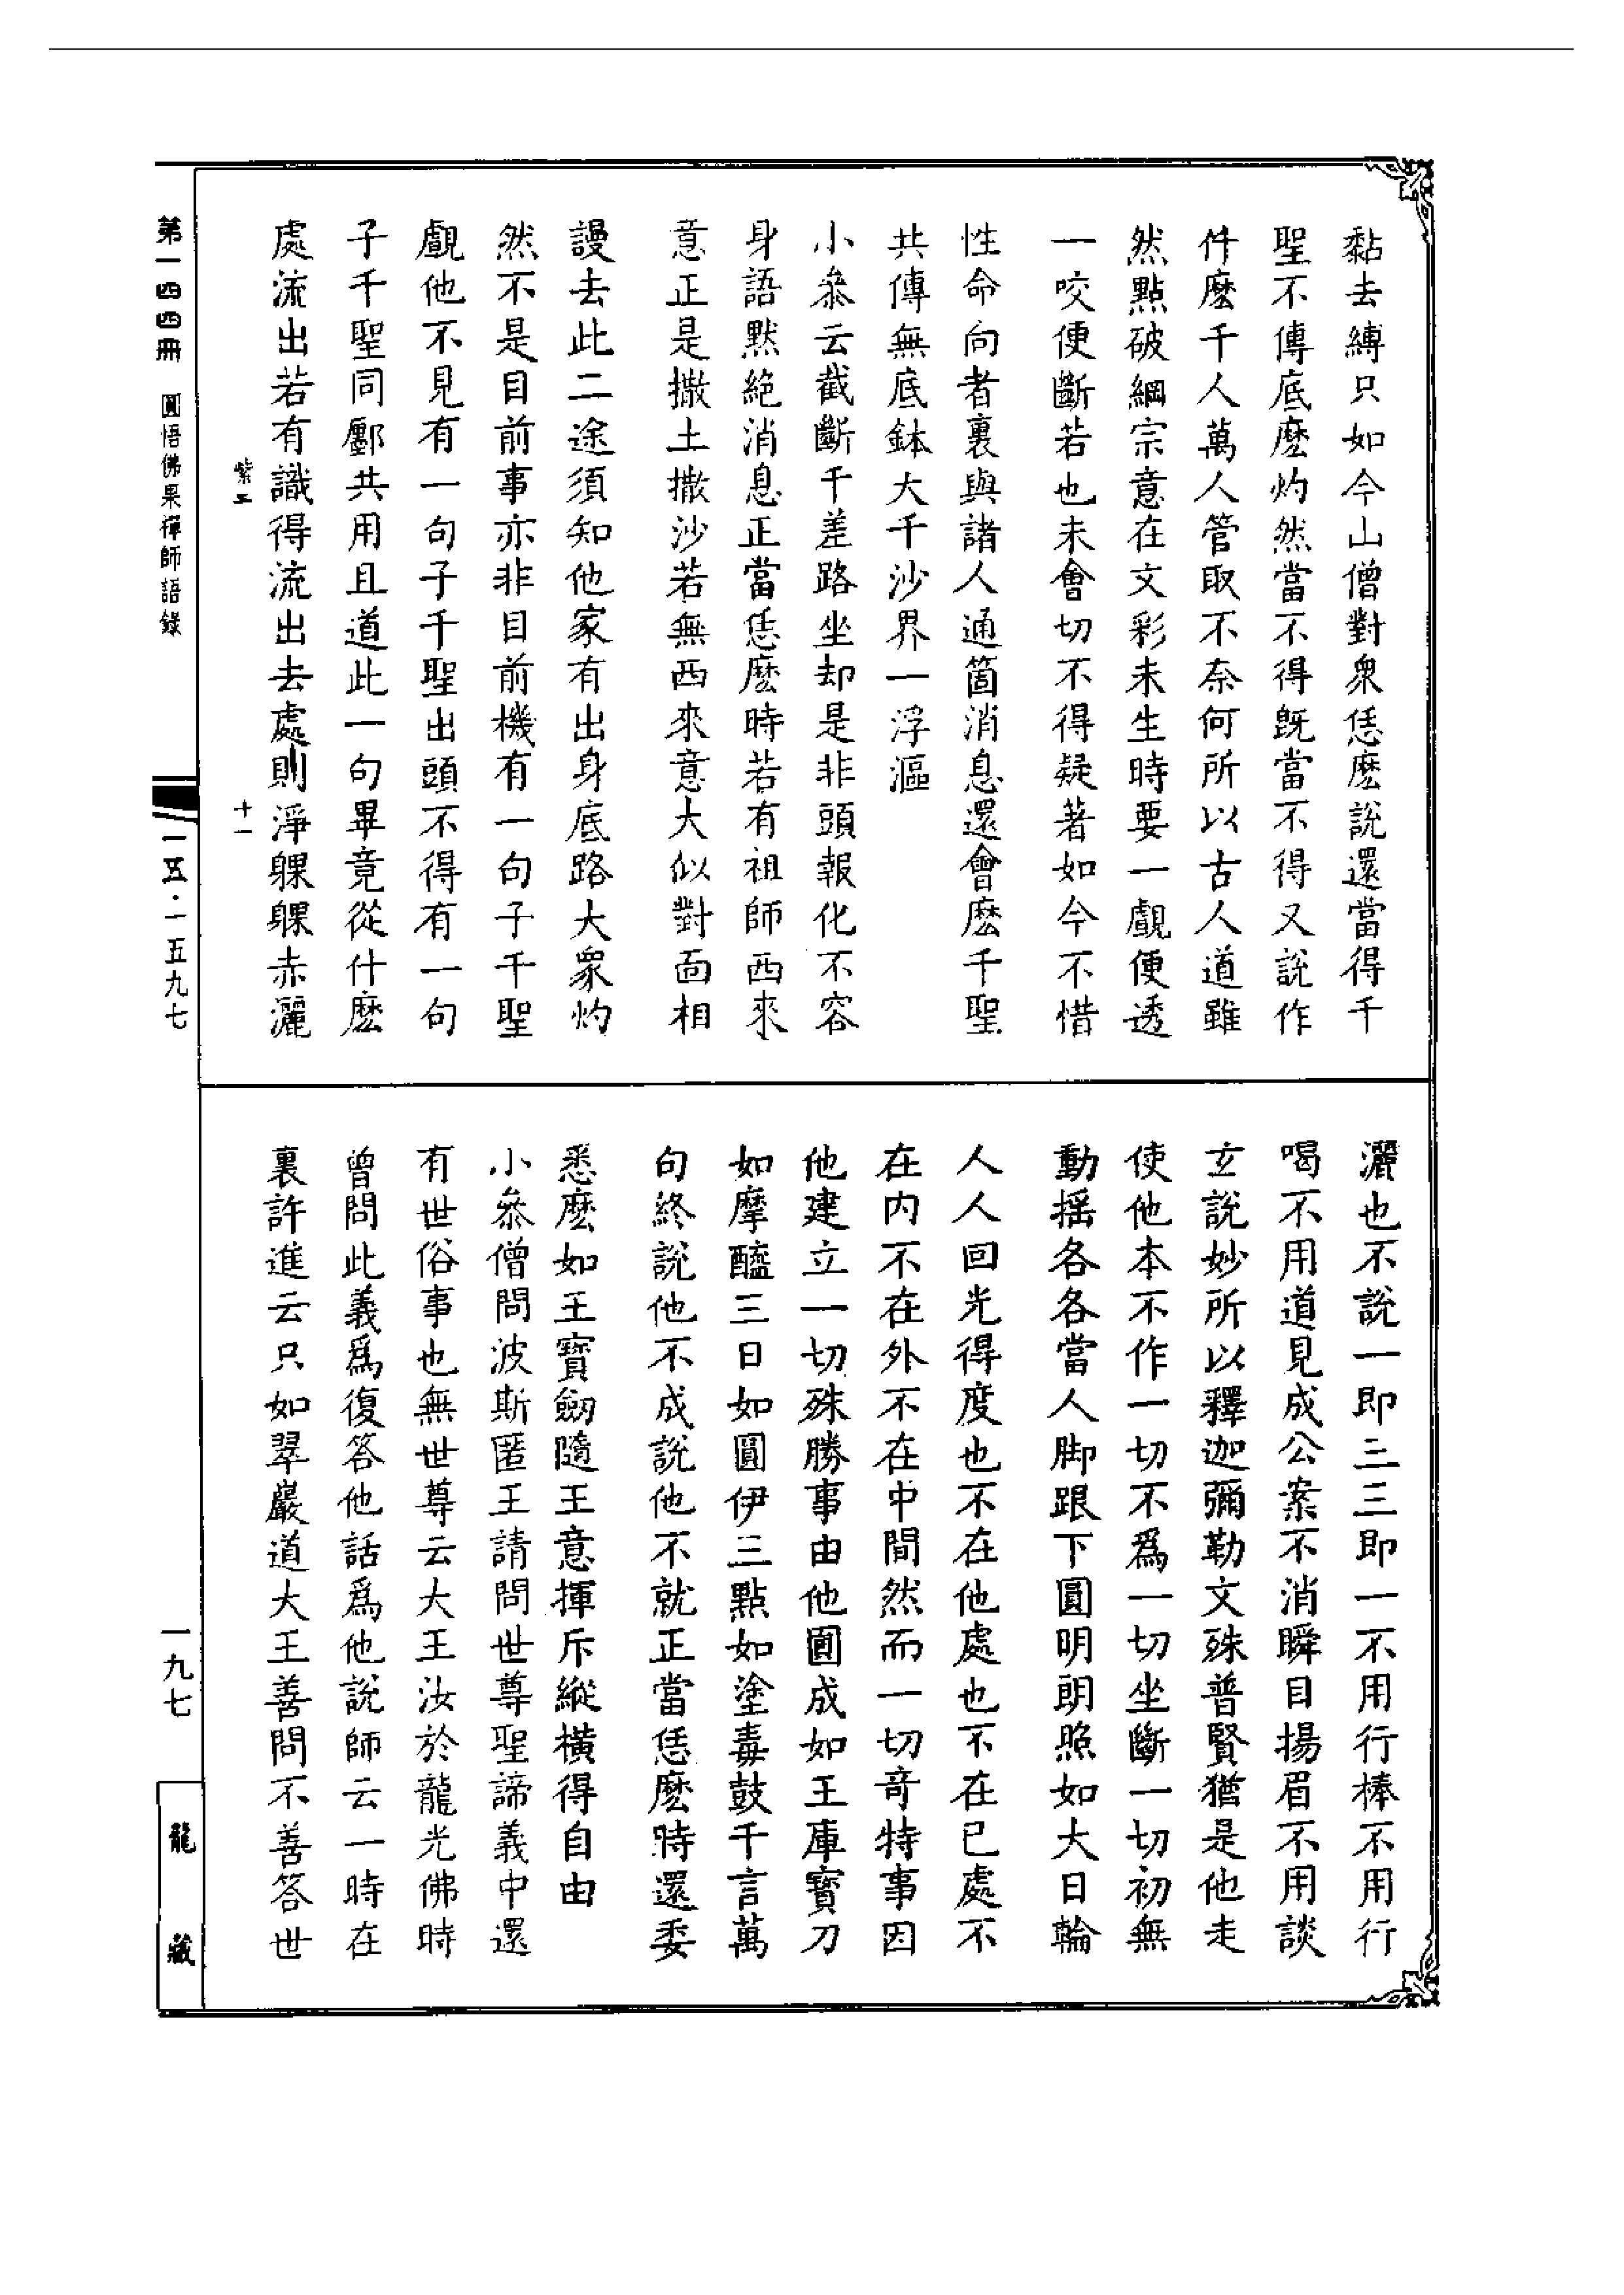 黏去縛只如今山僧對衆恁麽說還當得千
聖不傳底麽灼然當不得旣當不得又說作
什麽千人萬人管取不奈何所以古人道雖
然點破綱宗意在文彩未生時要一覰便透
一咬便斷若也未會切不得疑著如今不惜
性命向者裏與諸人通箇消息還會麽千聖
共傳無底鉢大千沙界一浮漚
小叅云截斷千差路坐却是非頭報化不容
身語默絶消息正當恁麽時若有祖師西來
意正是撒土撒沙若無西來意大似對面相
謾去此二途須知他家有出身底路大衆灼
然不是目前事亦非目前機有一句子千聖
覰他不見有一句子千聖出頭不得有一句
子千聖同鄽共用且道此一句畢竟從什麽
處流出若有識得流出去處則淨躶躶赤灑
灑也不說一即三三即一不用行棒不用行
喝不用道見成公案不消瞬目揚眉不用談
玄說妙所以釋迦彌勒文殊普賢猶是他走
使他本不作一切不爲一切坐斷一切初無
動搖各各當人脚跟下圓明朗照如大日輪
人人回光得度也不在他處也不在已處不
在内不在外不在中間然而一切奇特事因
他建立一切殊勝事由他圓成如王庫寶刀
如摩醯三日如圓伊三點如塗毒鼓千言萬
句終說他不成說他不就正當恁麽時還委
悉麽如王寶劒隨王意揮斥縱橫得自由
小叅僧問波斯匿王請問世尊聖諦義中還
有世俗事也無世尊云大王汝於龍光佛時
曾問此義爲復答他話爲他說師云一時在
裏許進云只如翠巖道大王善問不善答世
紫二
十一
第一四四冊 圓悟佛果禪師語錄
一五·一五九七
一九七
龍藏